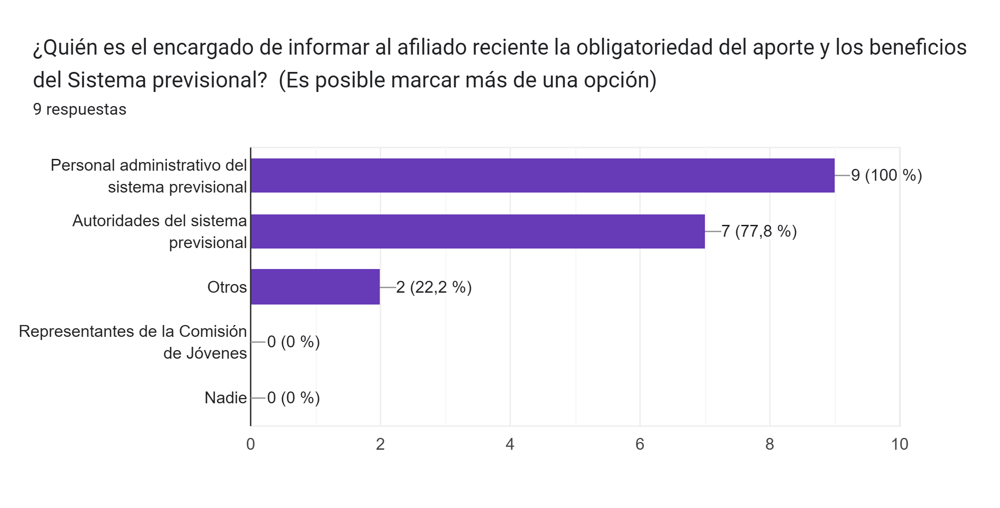 ¿Quién es el encargado de informar al afiliado reciente la obligatoriedad del aporte y los beneficios
del Sistema previsional?  (Es posible marcar más de una opción)
9 respuestas
Personal administrativo del
sistema previsional
9 (100 %)
Autoridades del sistema
previsional
7 (77,8 %)
Otros
2 (22,2 %)
Representantes de la Comisión
de Jóvenes
0 (0 %)
Nadie
0 (0 %)
0 2 4 6 8 10